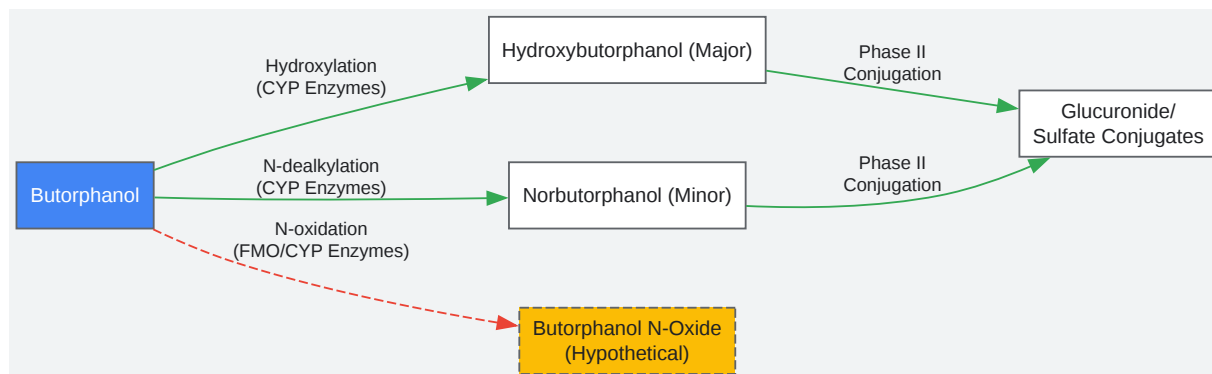 Butorphanol
Hydroxylation
(CYP Enzymes)
Hydroxybutorphanol (Major)
Phase II
Conjugation
N-dealkylation
(CYP Enzymes)
Norbutorphanol (Minor)
Phase II
Conjugation
Glucuronide/
Sulfate Conjugates
N-oxidation
(FMO/CYP Enzymes)
Butorphanol N-Oxide
(Hypothetical)